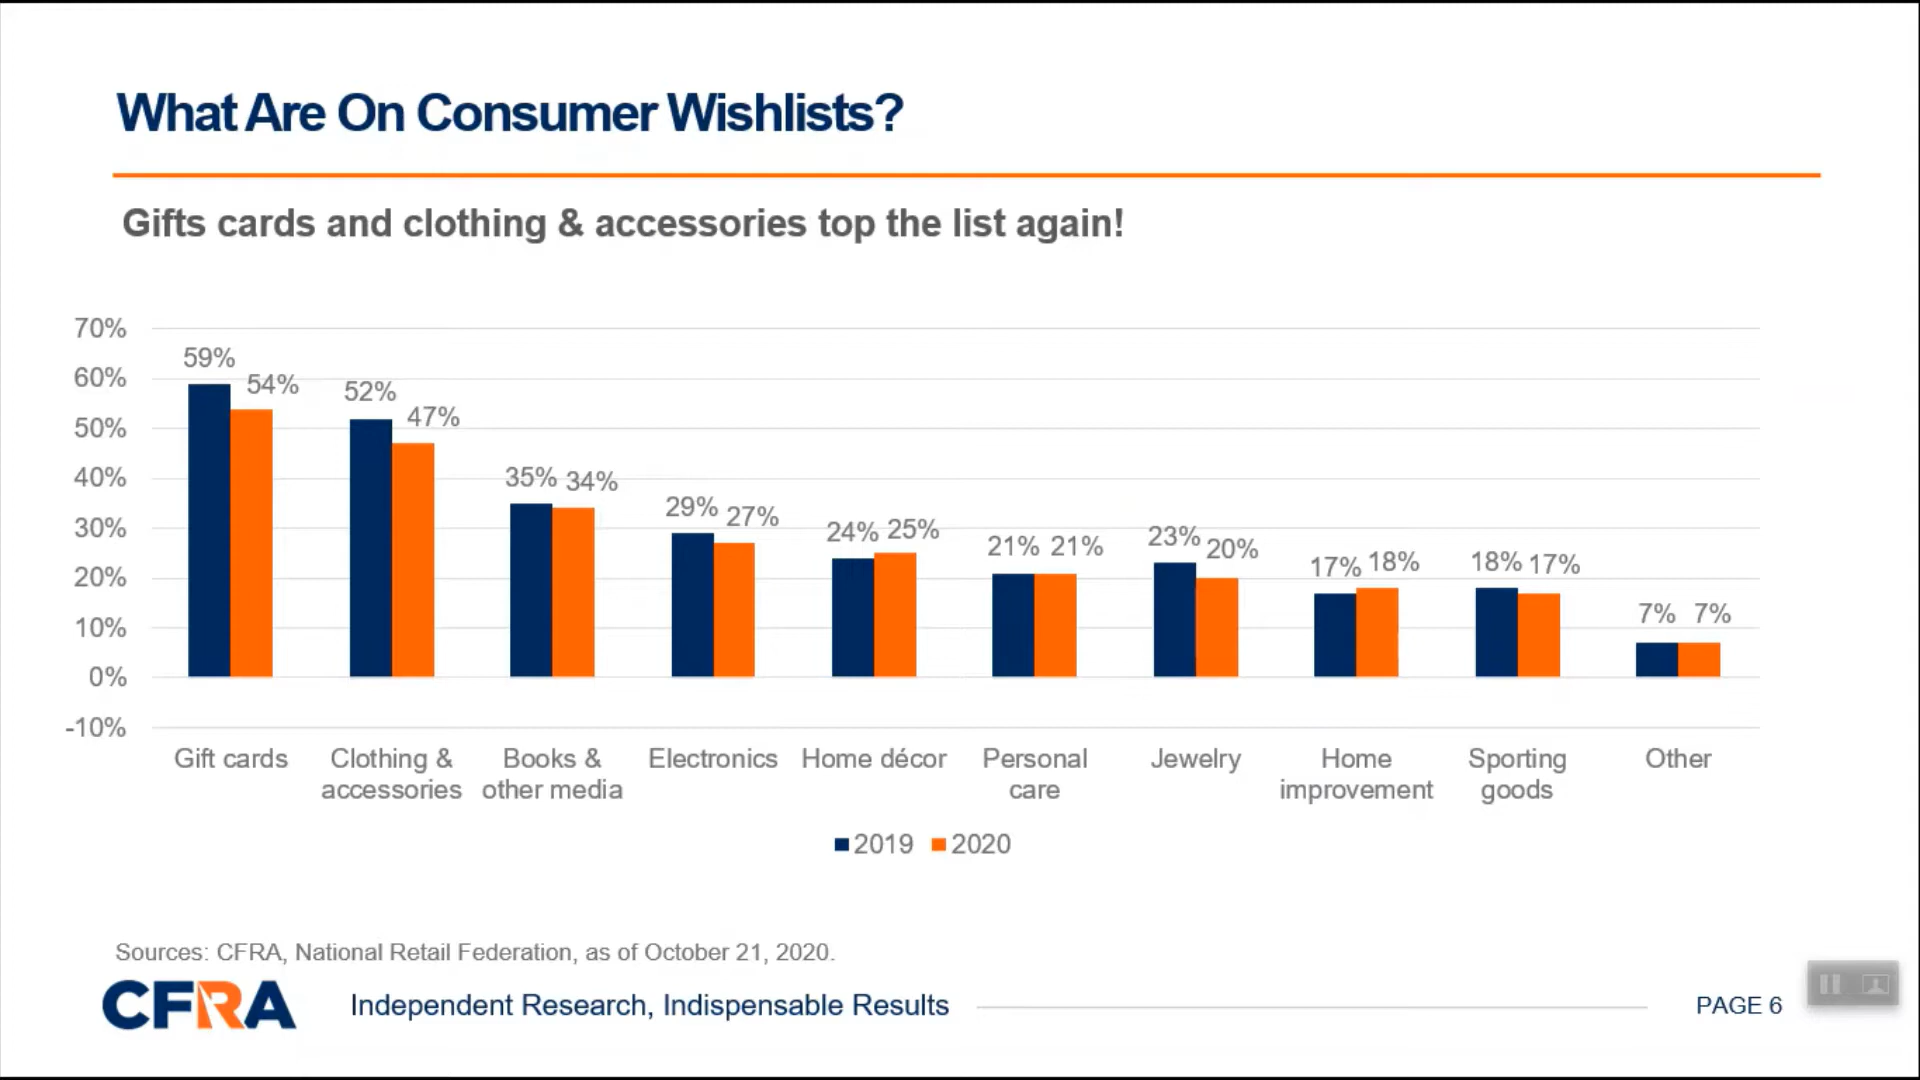 What Are On Consumer Wishlists?
Gifts cards and clothing & accessories top the list again!
70%
60%
50%
40%
30%
20%
10%
0%
-10%
59% 54%
52% 47%
35% 34%
29% 27%
24% 25%
21% 21%
23% 20%
17% 18%
18% 17%
7% 7%
Gift cards
Clothing &
accessories
Books &
other media
Electronics
Home décor
Personal
care
Jewelry
Home
improvement
Sporting
goods
Other
2019 2020
Sources: CFRA, National Retail Federation, as of October 21, 2020.
CFRA
Independent Research, Indispensable Results
PAGE 6